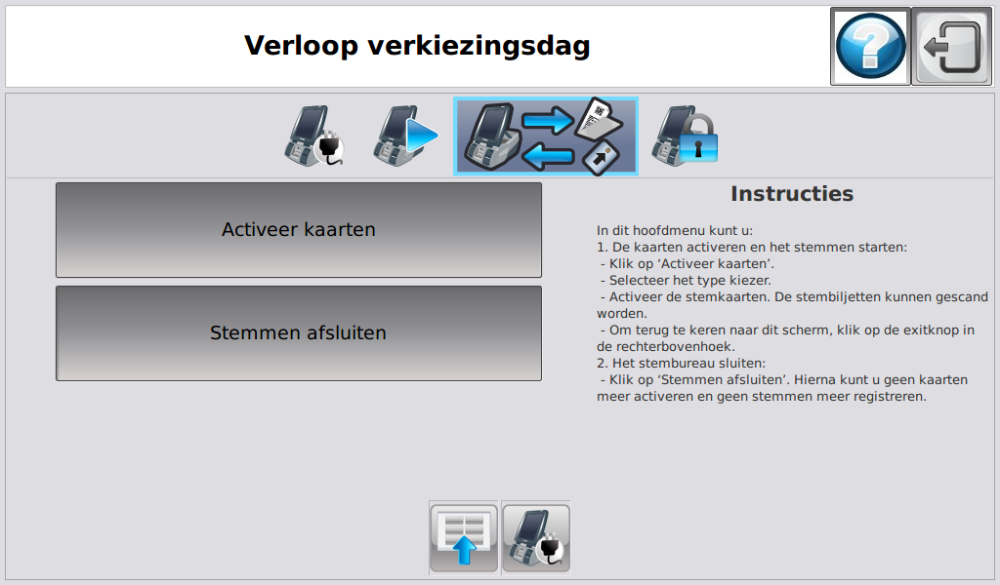 Verloop verkiezingsdag
Activeer kaarten
Stemmen afsluiten
Instructies
In dit hoofdmenu kunt u:
1. De kaarten activeren en het stemmen starten:
- Klik op ‘Activeer kaarten’.
- Selecteer het type kiezer.
- Activeer de stemkaarten. De stembiljetten kunnen gescand
worden.
- Om terug te keren naar dit scherm, klik op de exitknop in
de rechterbovenhoek.
2. Het stembureau sluiten:
- Klik op ‘Stemmen afsluiten’. Hierna kunt u geen kaarten
meer activeren en geen stemmen meer registreren.